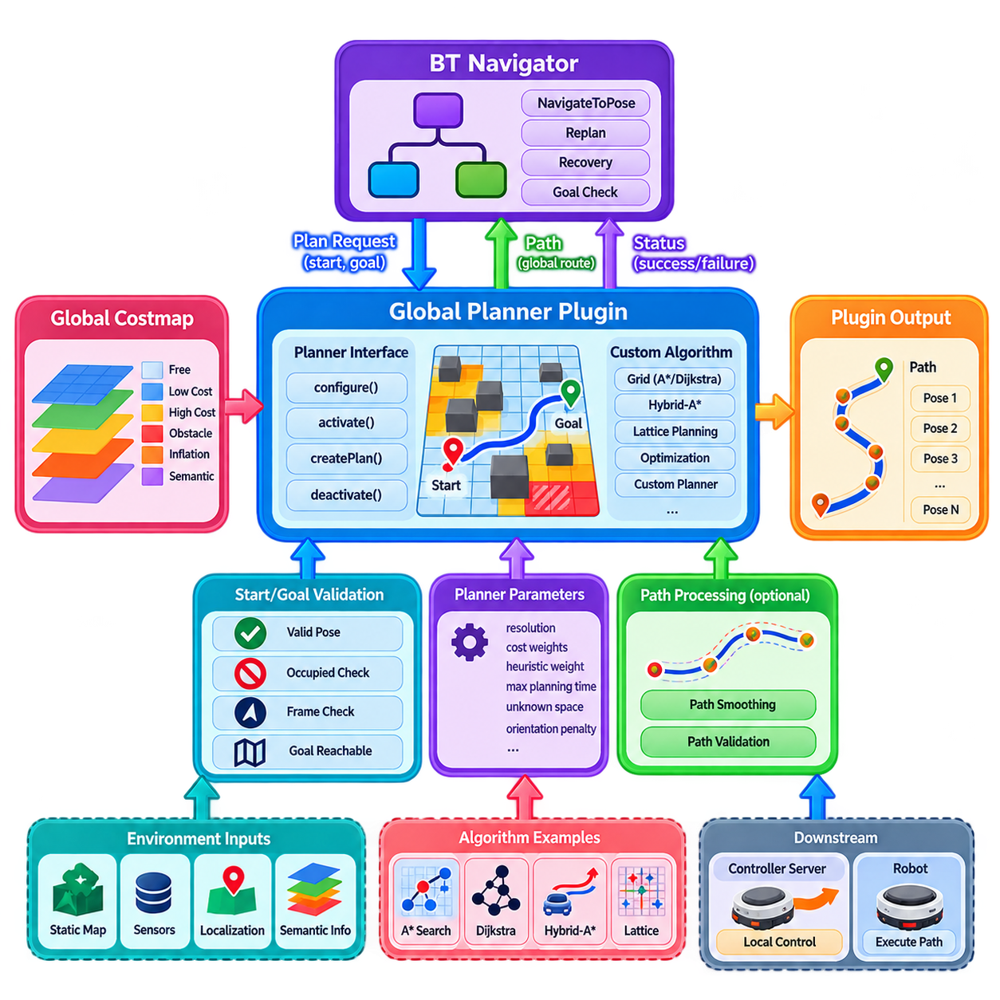 BT Navigator
NavigateToPose
Replan
Recovery
Goal Check
Plan Request
(start, goal)
Path
(global route)
Status
(success/failure)
Global Costmap
Free
Low Cost
High Cost
Obstacle
Inflation
Semantic
Global Planner Plugin
Planner Interface
configure()
activate()
createPlan()
deactivate()
Goal
Start
Custom Algorithm
Grid (A*/Dijkstra)
Hybrid-A*
Lattice Planning
Optimization
Custom Planner
...
Plugin Output
Path
Pose 1
Pose 2
Pose 3
...
Pose N
Start/Goal Validation
Valid Pose
Occupied Check
Frame Check
Goal Reachable
Planner Parameters
resolution
cost weights
heuristic weight
max planning time
unknown space
orientation penalty
...
Path Processing (optional)
Path Smoothing
Path Validation
Environment Inputs
Static Map
Sensors
Localization
Semantic Info
Algorithm Examples
A* Search
Dijkstra
Hybrid-A*
Lattice
Downstream
Controller Server
Local Control
Robot
Execute Path